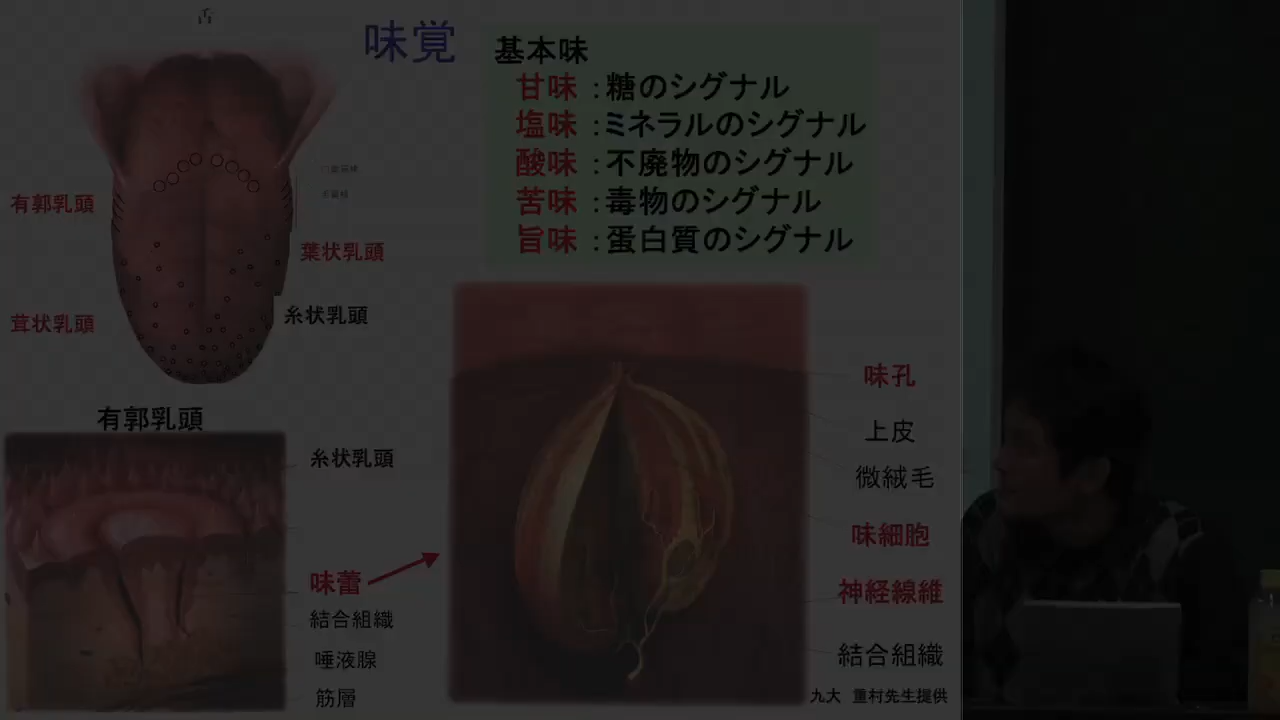 舌
味覚
基本味
甘味：糖のシグナル
塩味：ミネラルのシグナル
酸味：不廃物のシグナル
苦味：毒物のシグナル
旨味：蛋白質のシグナル
有郭乳頭
葉状乳頭
茸状乳頭
糸状乳頭
有郭乳頭
糸状乳頭
味蕾
結合組織
唾液腺
筋層
味孔
上皮
微絨毛
味細胞
神経線維
結合組織
九大 重村先生提供